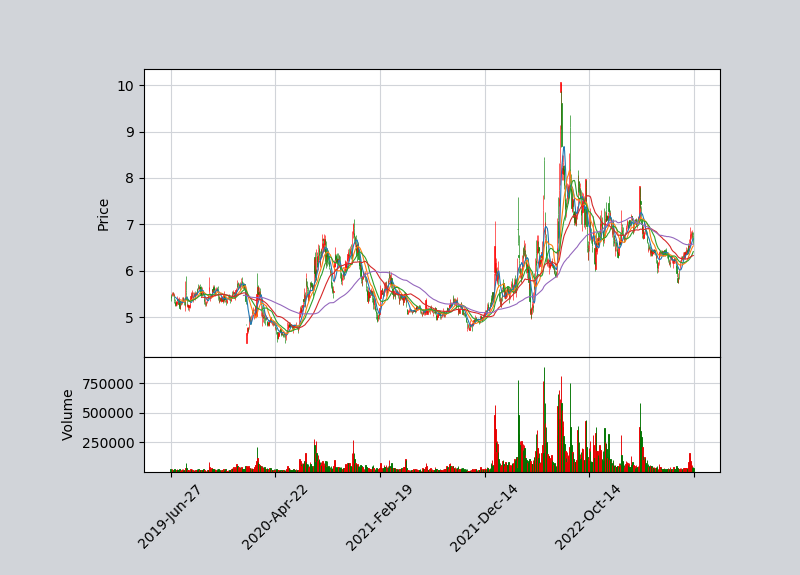 10
9
8
7
6
5
Price
750000
500000
250000
Volume
2019-Jun-27
2020-Apr-22
2021-Feb-19
2021-Dec-14
2022-Oct-14